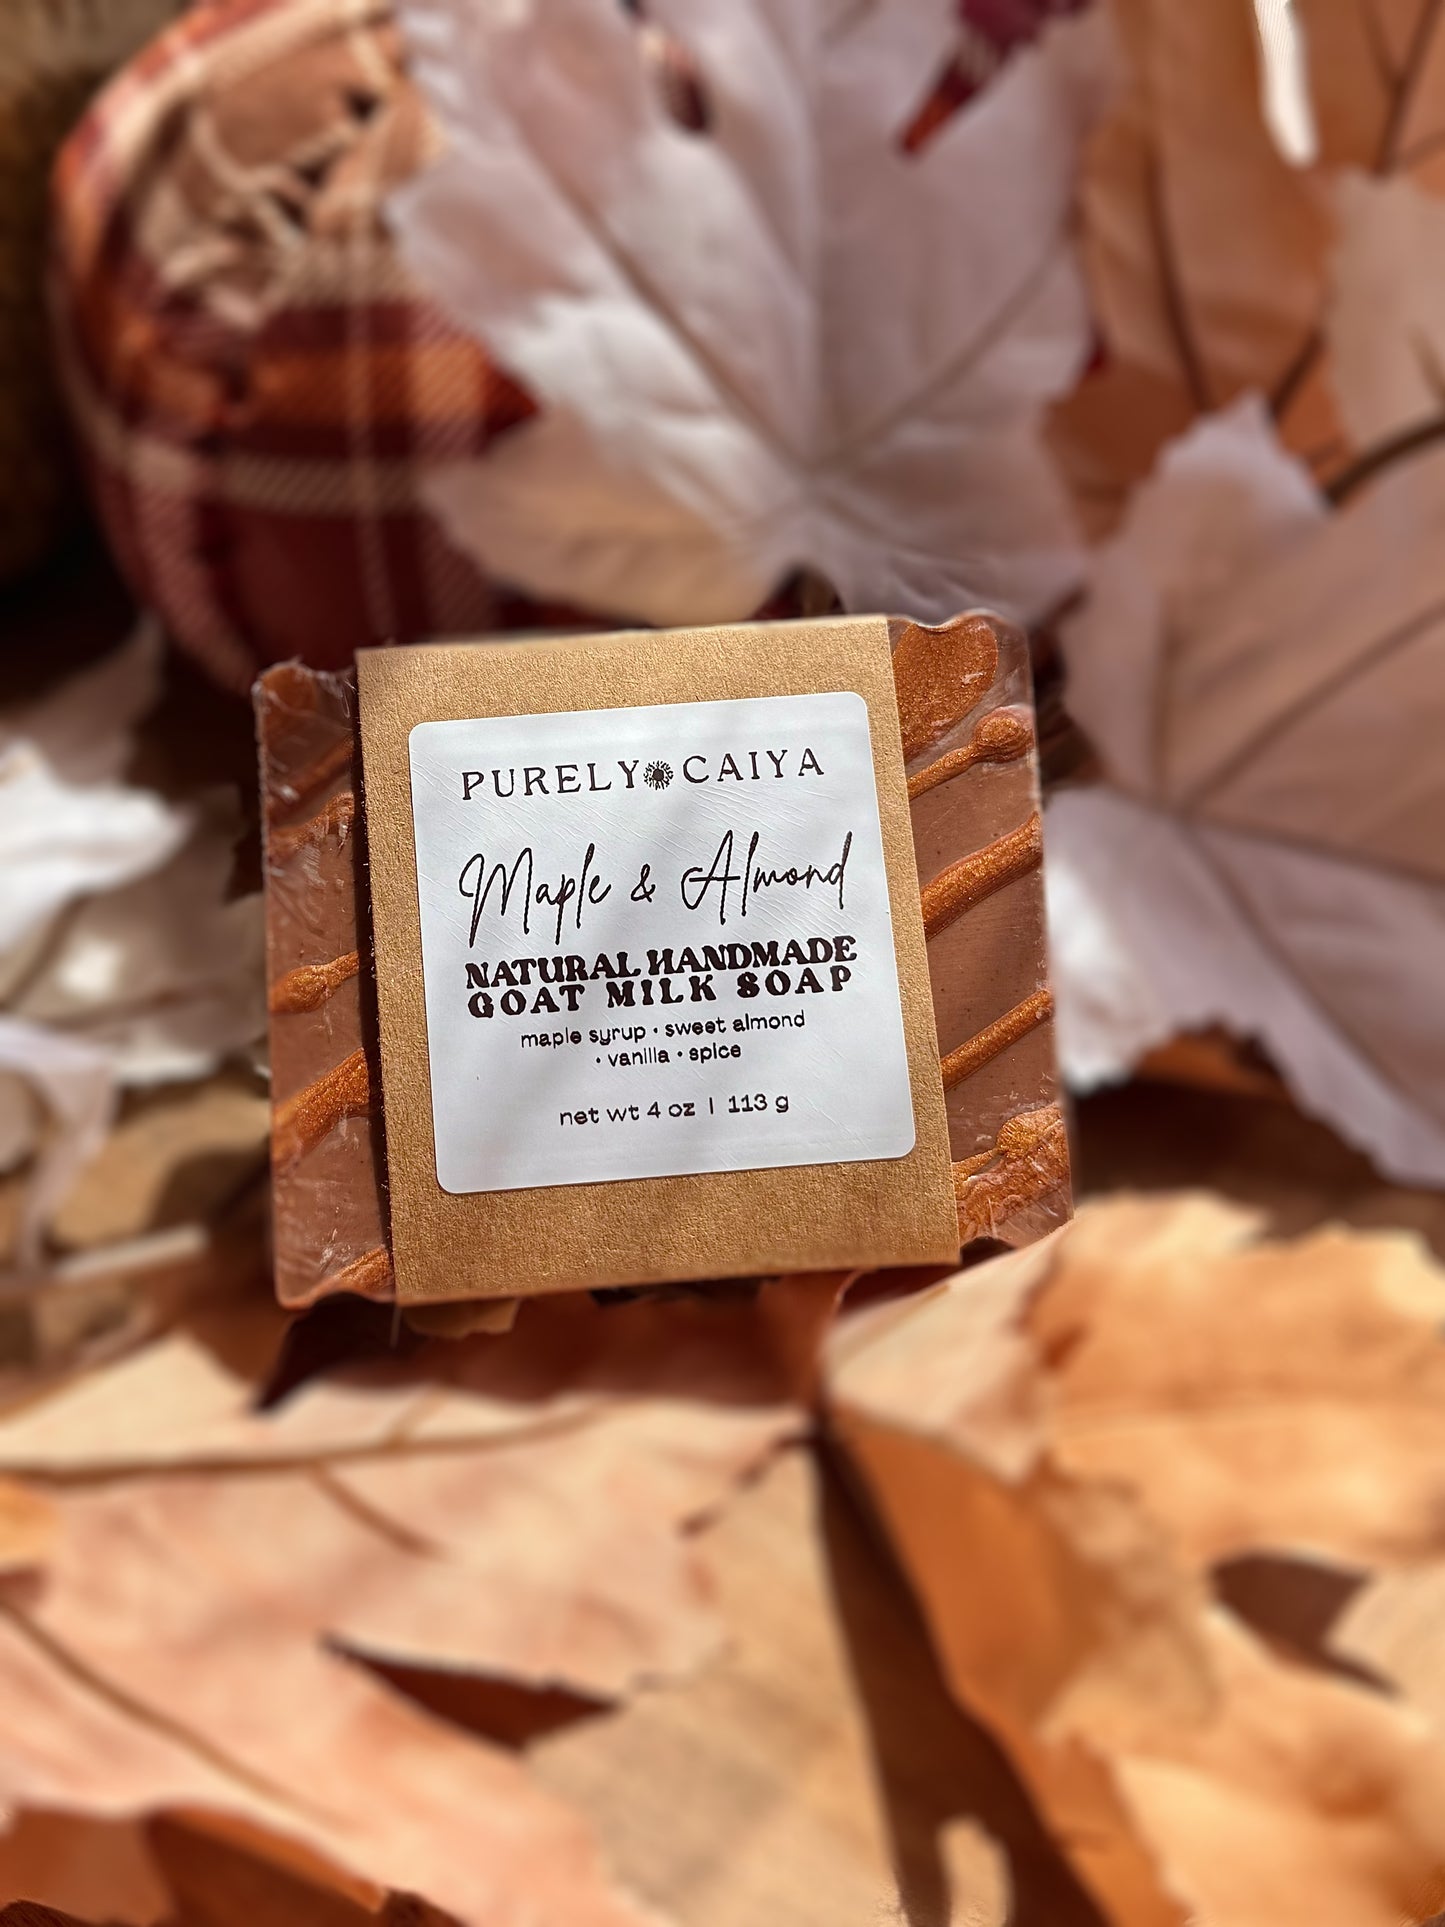 PURELY CAIYA
Maple & Almond
NATURAL HANDMADE
GOAT MILK SOAP
maple syrup • sweet almond
• vanilla • spice
net wt 4 oz | 113 g